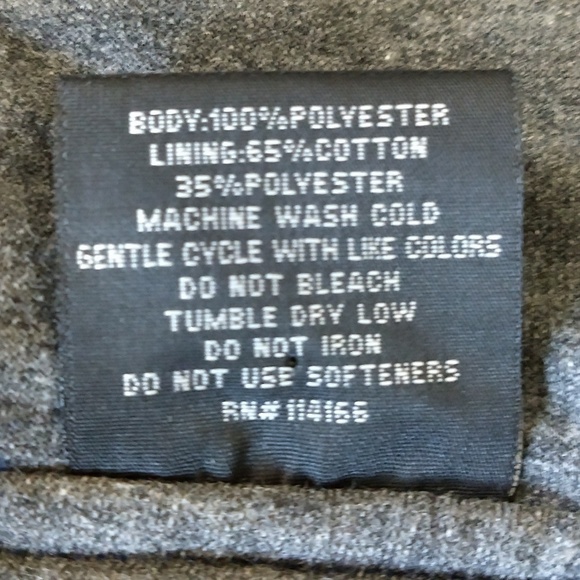 BODY:100%POLYESTER
LINING:65%COTTON
35%POLYESTER
MACHINE WASH COLD
GENTLE CYCLE WITH LIKE COLORS
DO NOT BLEACH
TUMBLE DRY LOW
DO NOT IRON
DO NOT USE SOFTENERS
RN# 114166